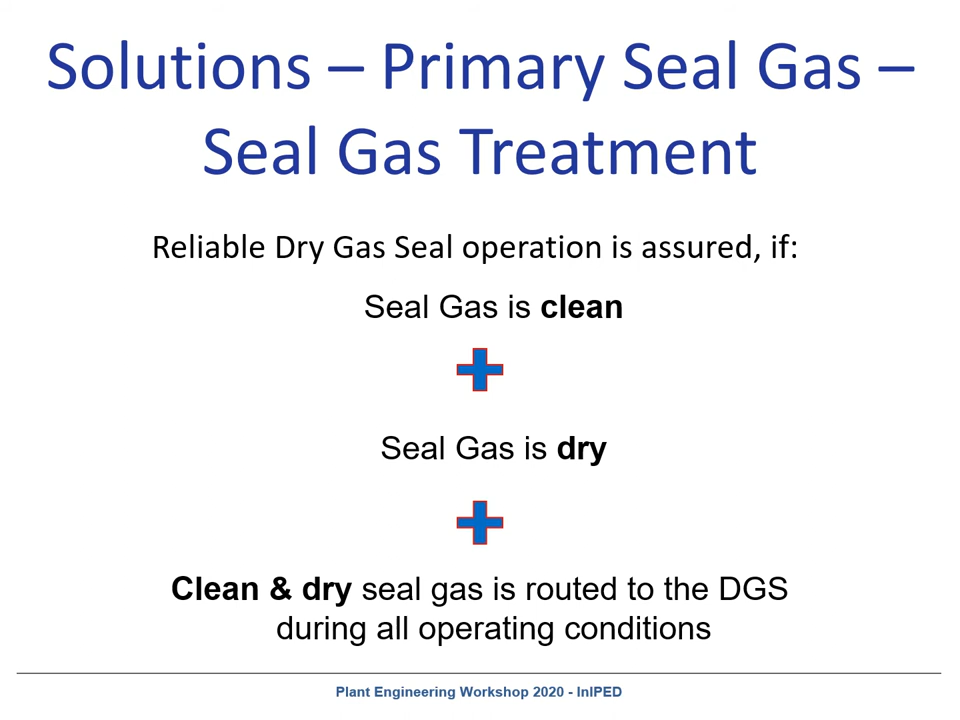 Solutions – Primary Seal Gas –
Seal Gas Treatment
Reliable Dry Gas Seal operation is assured, if:
Seal Gas is clean
Seal Gas is dry
Clean & dry seal gas is routed to the DGS
during all operating conditions
Plant Engineering Workshop 2020 - InIPED